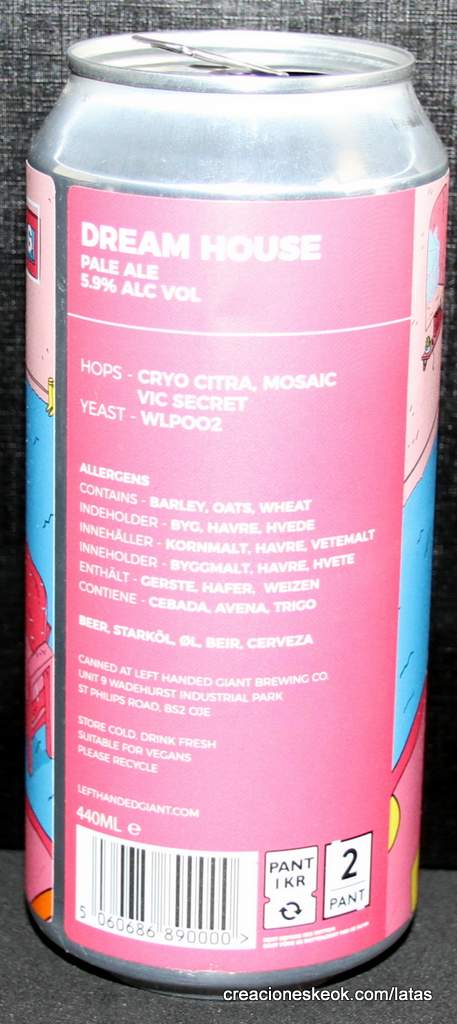 DREAM HOUSE
PALE ALE
5.9% ALC VOL
HOPS - CRYO CITRA, MOSAIC
VIC SECRET
YEAST - WLP002
ALLERGENS
CONTAINS - BARLEY, OATS, WHEAT
INDEHOLDER - BYG, HAVRE, HVEDE
INNEHÅLLER - KORNMALT, HAVRE, VETEMALT
INNEHOLDER - BYGGMALT, HAVRE, HVETE
ENTHÄLT - GERSTE, HAFER, WEIZEN
CONTIENE - CEBADA, AVENA, TRIGO
BEER, STARKÖL, ØL, BEIR, CERVEZA
CANNED AT LEFT HANDED GIANT BREWING CO.
UNIT 9 WADEHURST INDUSTRIAL PARK
ST PHILIPS ROAD, BS2 0JE
STORE COLD, DRINK FRESH
SUITABLE FOR VEGANS
PLEASE RECYCLE
LEFTHANDEDGIANT.COM
440ML ℮
5 060686 890000 >
PANT
1 KR
2
PANT
creacioneskeok.com/latas